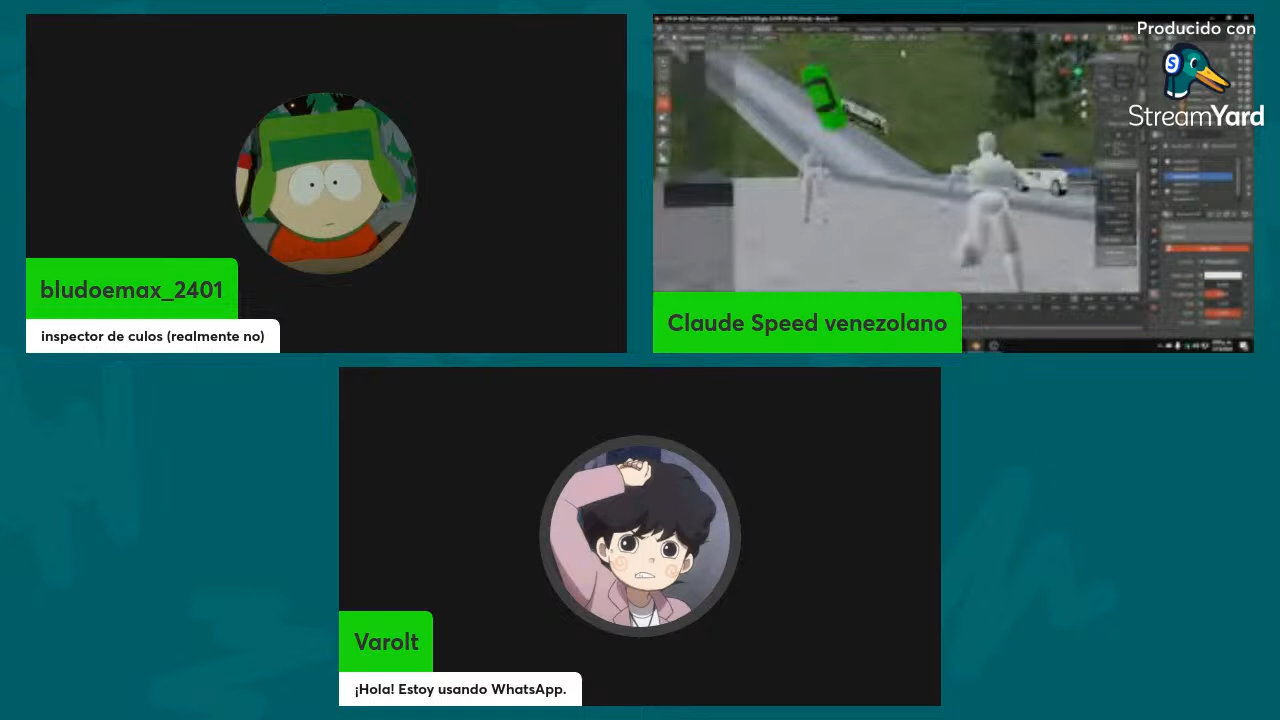 Producido con
StreamYard
bludoemax_2401
inspector de culos (realmente no)
Claude Speed venezolano
Varolt
¡Hola! Estoy usando WhatsApp.